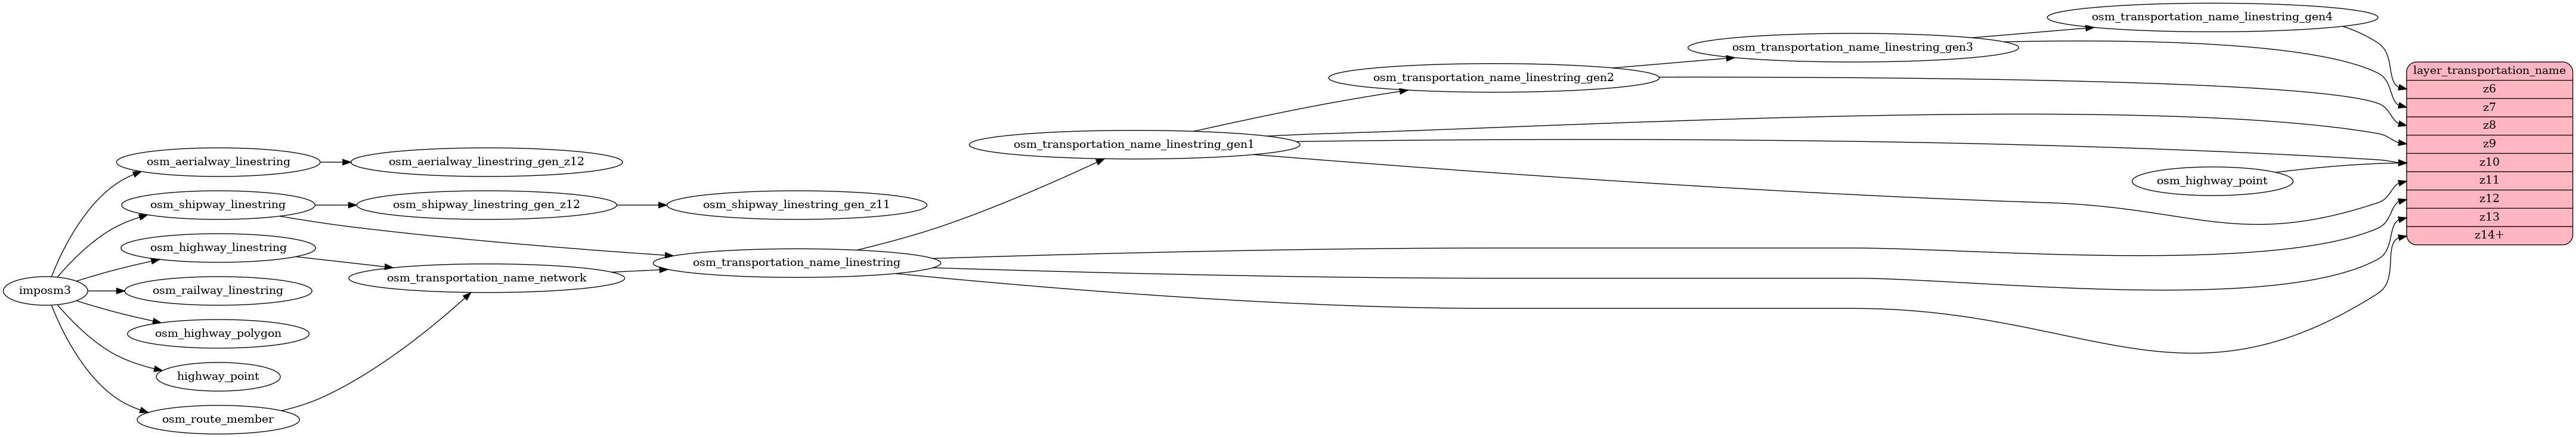 imposm3
osm_aerialway_linestring
osm_shipway_linestring
osm_highway_linestring
osm_railway_linestring
osm_highway_polygon
highway_point
osm_route_member
osm_aerialway_linestring_gen_z12
osm_shipway_linestring_gen_z12
osm_transportation_name_network
osm_shipway_linestring_gen_z11
osm_transportation_name_linestring
osm_transportation_name_linestring_gen1
osm_transportation_name_linestring_gen2
osm_transportation_name_linestring_gen3
osm_transportation_name_linestring_gen4
osm_highway_point
layer_transportation_name
z6
z7
z8
z9
z10
z11
z12
z13
z14+